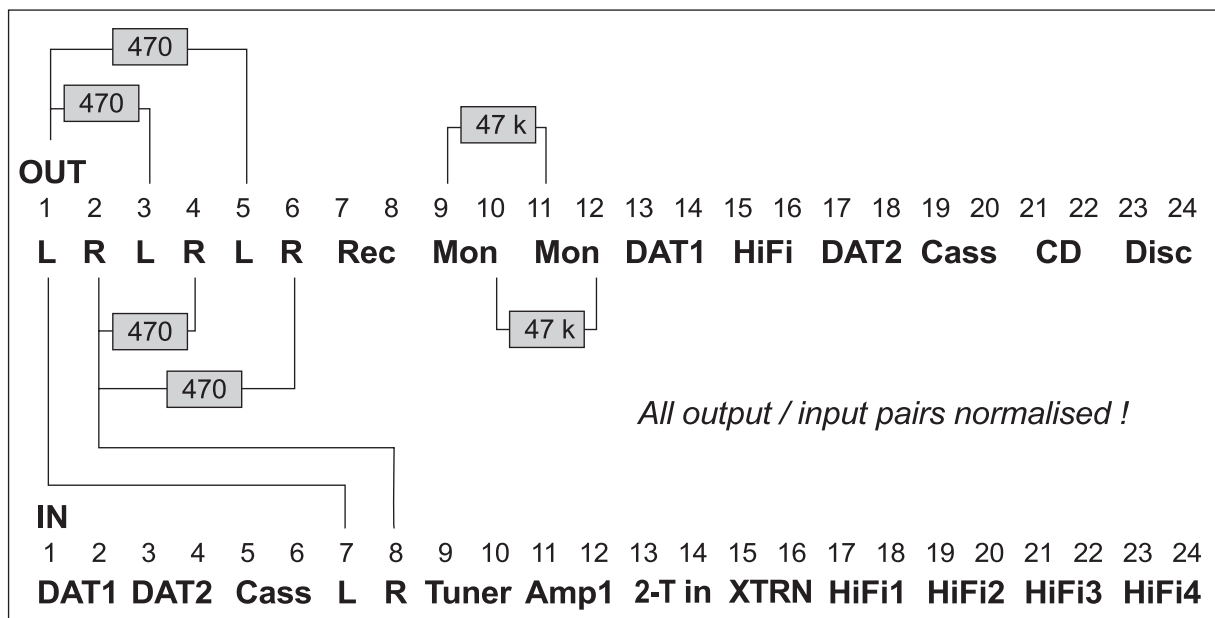 470
470
47 k
OUT
1 2 3 4 5 6 7 8 9 10 11 12 13 14 15 16 17 18 19 20 21 22 23 24
L R L R L R Rec Mon Mon DAT1 HiFi DAT2 Cass CD Disc
470
47 k
470
All output / input pairs normalised !
IN
1 2 3 4 5 6 7 8 9 10 11 12 13 14 15 16 17 18 19 20 21 22 23 24
DAT1 DAT2 Cass L R Tuner Amp1 2-T in XTRN HiFi1 HiFi2 HiFi3 HiFi4